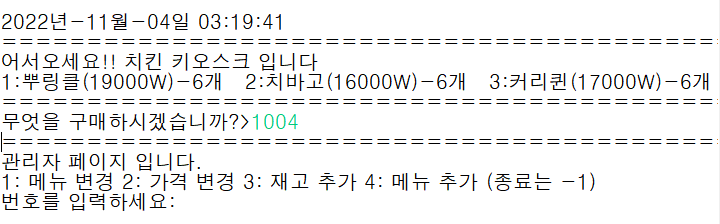 2022년-11월-04일 03:19:41
==================================================
어서오세요!! 치킨 키오스크 입니다
1:뿌링클(19000W)-6개 2:치바고(16000W)-6개 3:커리퀸(17000W)-6개
==================================================
무엇을 구매하시겠습니까?>1004
==================================================
관리자 페이지 입니다.
1: 메뉴 변경 2: 가격 변경 3: 재고 추가 4: 메뉴 추가 (종료는 -1)
번호를 입력하세요: